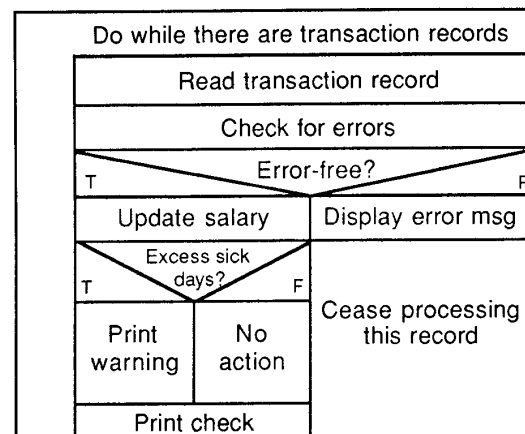 Do while there are transaction records
Read transaction record
Check for errors
Error-free?
T
F
Update salary
Display error msg
Excess sick
days?
T
F
Print
warning
No
action
Cease processing
this record
Print check